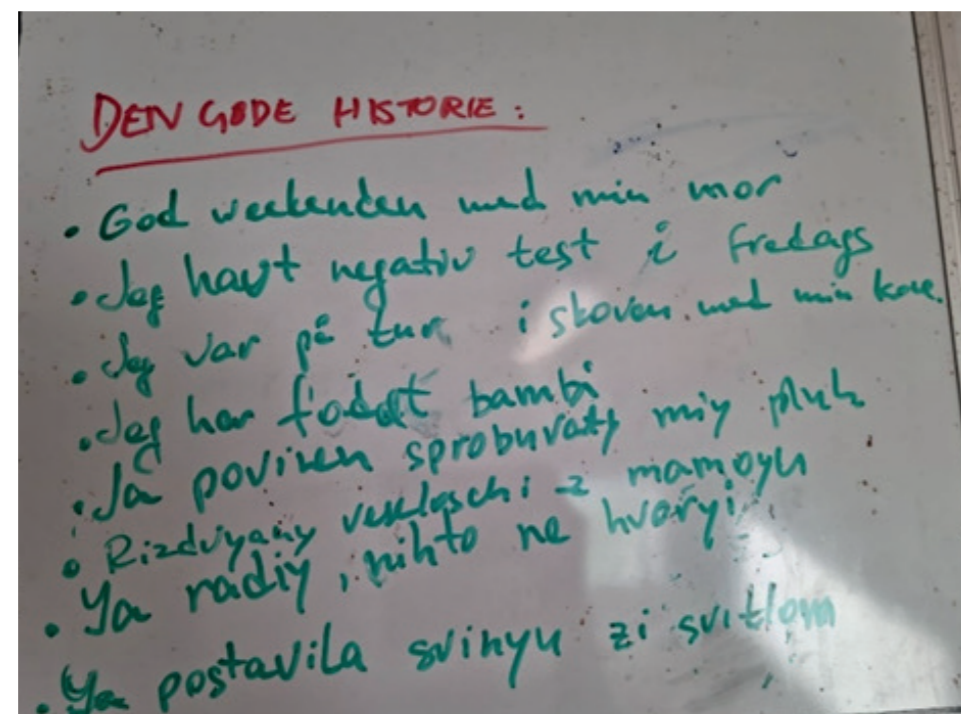 DEN GODE HISTORIE:
• God weekenden med min mor
• Jeg havt negativ test i fredags
• Jeg var på tur i skoven med min kone.
• Jeg har fodat bambi
• Ja poviven sprobuvaty miy pluh
• Rizdvyany veseloschi z mamoyu
• Ya radiy, nihto ne hvoryi
• Ya postavila svinyu zi svitlom